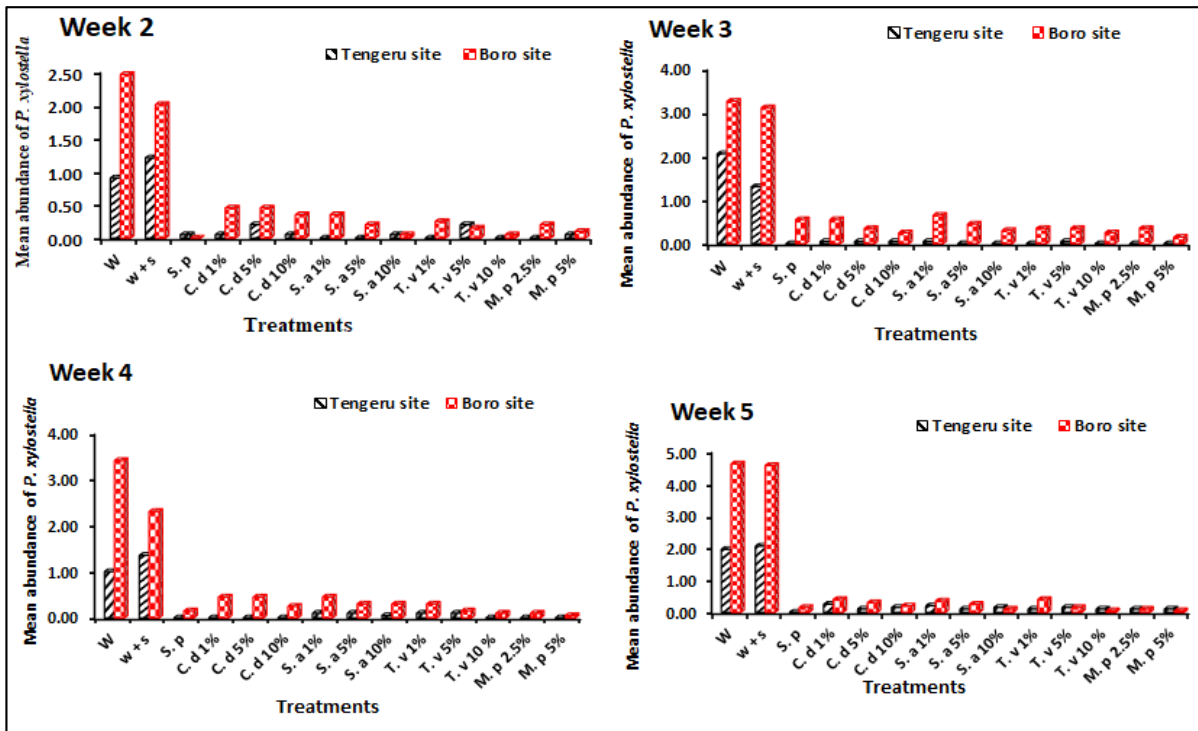 Week 2
Tengeru site Boro site
Mean abundance of P. xylostella
2.50
2.00
1.50
1.00
0.50
0.00
W
w + s
S. p
C. d 1%
C. d 5%
C. d 10%
S. a 1%
S. a 5%
S. a 10%
T. v 1%
T. v 5%
T. v 10 %
M. p 2.5%
M. p 5%
Treatments
Week 3
Tengeru site Boro site
Mean abundance of P. xylostella
4.00
3.00
2.00
1.00
0.00
W
w + s
S. p
C. d 1%
C. d 5%
C. d 10%
S. a 1%
S. a 5%
S. a 10%
T. v 1%
T. v 5%
T. v 10 %
M. p 2.5%
M. p 5%
Treatments
Week 4
Tengeru site Boro site
Mean abundance of P. xylostella
4.00
3.00
2.00
1.00
0.00
W
w + s
S. p
C. d 1%
C. d 5%
C. d 10%
S. a 1%
S. a 5%
S. a 10%
T. v 1%
T. v 5%
T. v 10 %
M. p 2.5%
M. p 5%
Treatments
Week 5
Tengeru site Boro site
Mean abundance of P. xylostella
5.00
4.00
3.00
2.00
1.00
0.00
W
w + s
S. p
C. d 1%
C. d 5%
C. d 10%
S. a 1%
S. a 5%
S. a 10%
T. v 1%
T. v 5%
T. v 10 %
M. p 2.5%
M. p 5%
Treatments